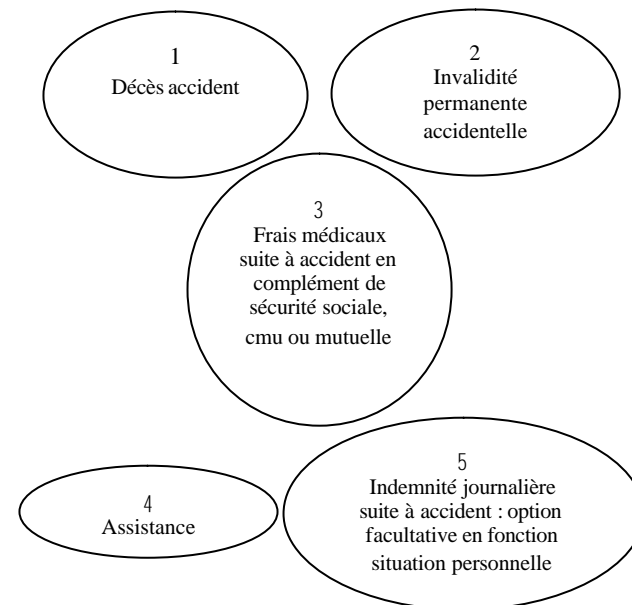 1
Décès accident
2
Invalidité
permanente
accidentelle
3
Frais médicaux
suite à accident en
complément de
sécurité sociale,
cmu ou mutuelle
4
Assistance
5
Indemnité journalière
suite à accident : option
facultative en fonction
situation personnelle